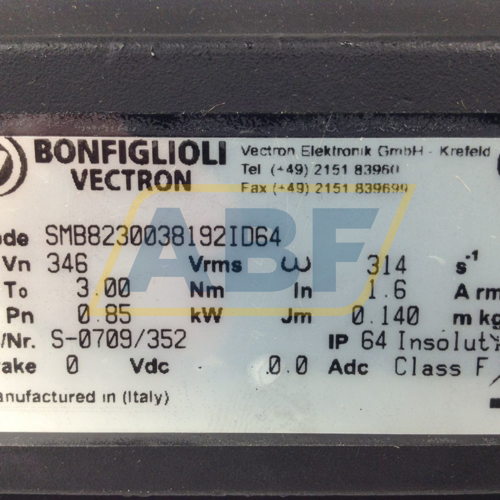 BONFIGLIOLI
VECTRON
Vectron Elektronik GmbH - Krefeld
Tel (+49) 2151 83960
Fax (+49) 2151 839699
ABF
ode SMB8230038192ID64
Vn 346 Vrms ω 314 s-1
To 3.00 Nm In 1.6 A rm
Pn 0.85 kW Jm 0.140 m kg
/Nr. S-0709/352 IP 64 Insolut
ake 0 Vdc 0.0 Adc Class F
anufactured in (Italy)